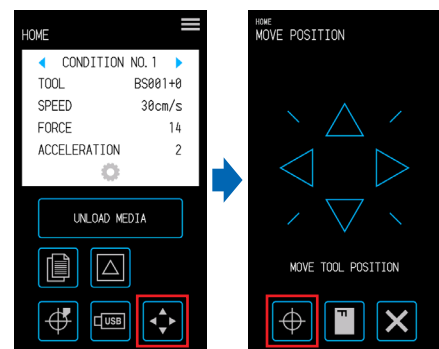 HOME
CONDITION NO.1
TOOL BS001+0
SPEED 30cm/s
FORCE 14
ACCELERATION 2
UNLOAD MEDIA
USB
HOME
MOVE POSITION
MOVE TOOL POSITION
F